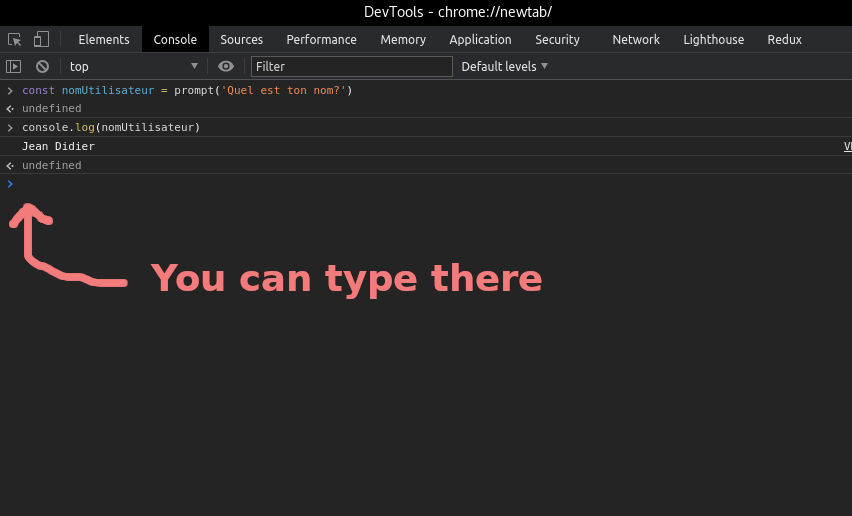 DevTools - chrome://newtab/
Elements Console Sources Performance Memory Application Security Network Lighthouse Redux
top Filter Default levels
const nomUtilisateur = prompt('Quel est ton nom?')
undefined
console.log(nomUtilisateur)
Jean Didier
undefined
You can type there